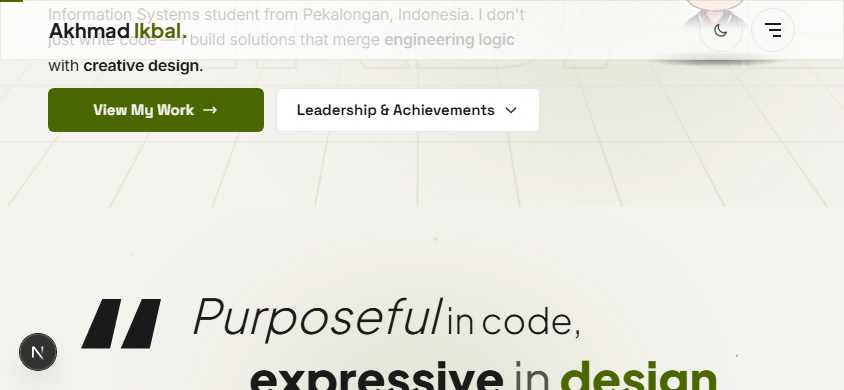 Information Systems student from Pekalongan, Indonesia. I don't
Akhmad Ikbal.
just write code — I build solutions that merge engineering logic
with creative design.
View My Work →
Leadership & Achievements
N
" Purposeful in code,
expressive in design